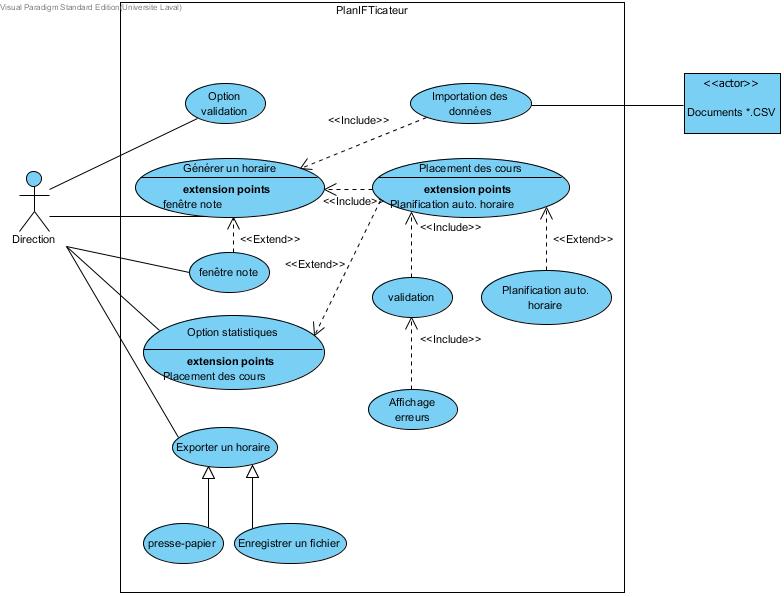 Visual Paradigm Standard Edition(Universite Laval)
PlanIFTicateur
Option
validation
Importation des
données
<<actor>>
Documents *.CSV
<<Include>>
Générer un horaire
extension points
fenêtre note
Placement des cours
extension points
Planification auto. horaire
<<Include>>
Direction
<<Extend>>
<<Include>>
<<Extend>>
fenêtre note
<<Extend>>
validation
Planification auto.
horaire
Option statistiques
extension points
Placement des cours
<<Include>>
Affichage
erreurs
Exporter un horaire
presse-papier
Enregistrer un fichier